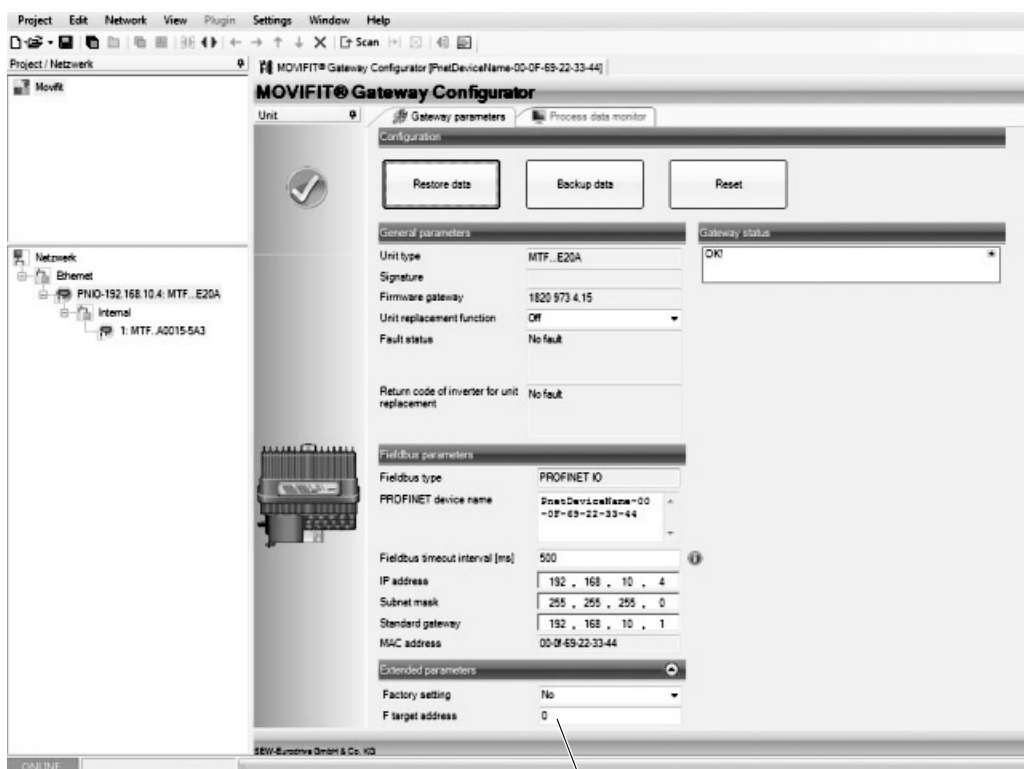 Project Edit Network View Plugin Settings Window Help
Scan
Project / Netzwerk
MOVIFIT® Gateway Configurator [PnetDeviceName-00-0F-69-22-33-44]
Movifit
MOVIFIT® Gateway Configurator
Unit
Gateway parameters
Process data monitor
Configuration
Restore data
Backup data
Reset
General parameters
Gateway status
Unit type
MTF...E20A
OK!
Signature
Firmware gateway
1820 973 4.15
Unit replacement function
Off
Fault status
No fault
Return code of inverter for unit
replacement
No fault
Netzwerk
Ethernet
PNIO-192.168.10.4: MTF...E20A
Internal
1: MTF..A0015-5A3
Fieldbus parameters
Fieldbus type
PROFINET IO
PROFINET device name
PnetDeviceName-00
-0F-69-22-33-44
Fieldbus timeout interval [ms]
500
IP address
192 . 168 . 10 . 4
Subnet mask
255 . 255 . 255 . 0
Standard gateway
192 . 168 . 10 . 1
MAC address
00-0f-69-22-33-44
Extended parameters
Factory setting
No
F target address
0
SEW-Eurodrive GmbH & Co. KG
ONLINE